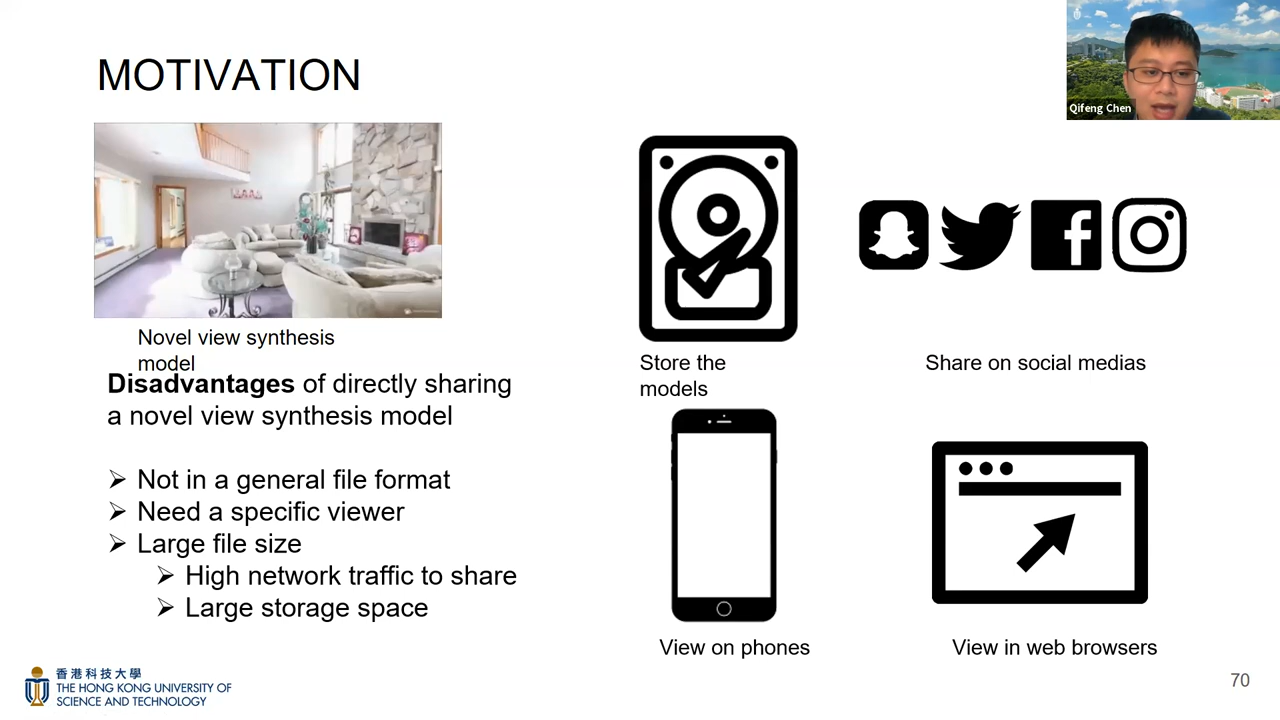 MOTIVATION
Qifeng Chen
Novel view synthesis
model
Disadvantages of directly sharing
a novel view synthesis model
➢ Not in a general file format
➢ Need a specific viewer
➢ Large file size
➢ High network traffic to share
➢ Large storage space
Store the
models
Share on social medias
View on phones
View in web browsers
香港科技大學
THE HONG KONG UNIVERSITY OF
SCIENCE AND TECHNOLOGY
70